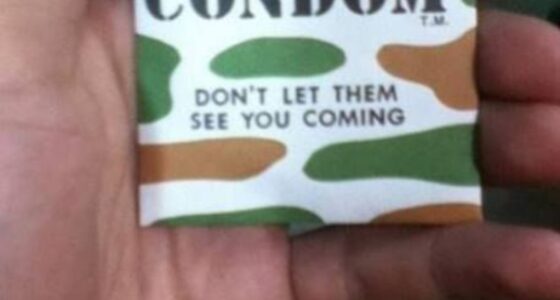 CONDOM
T.M.
DON'T LET THEM
SEE YOU COMING